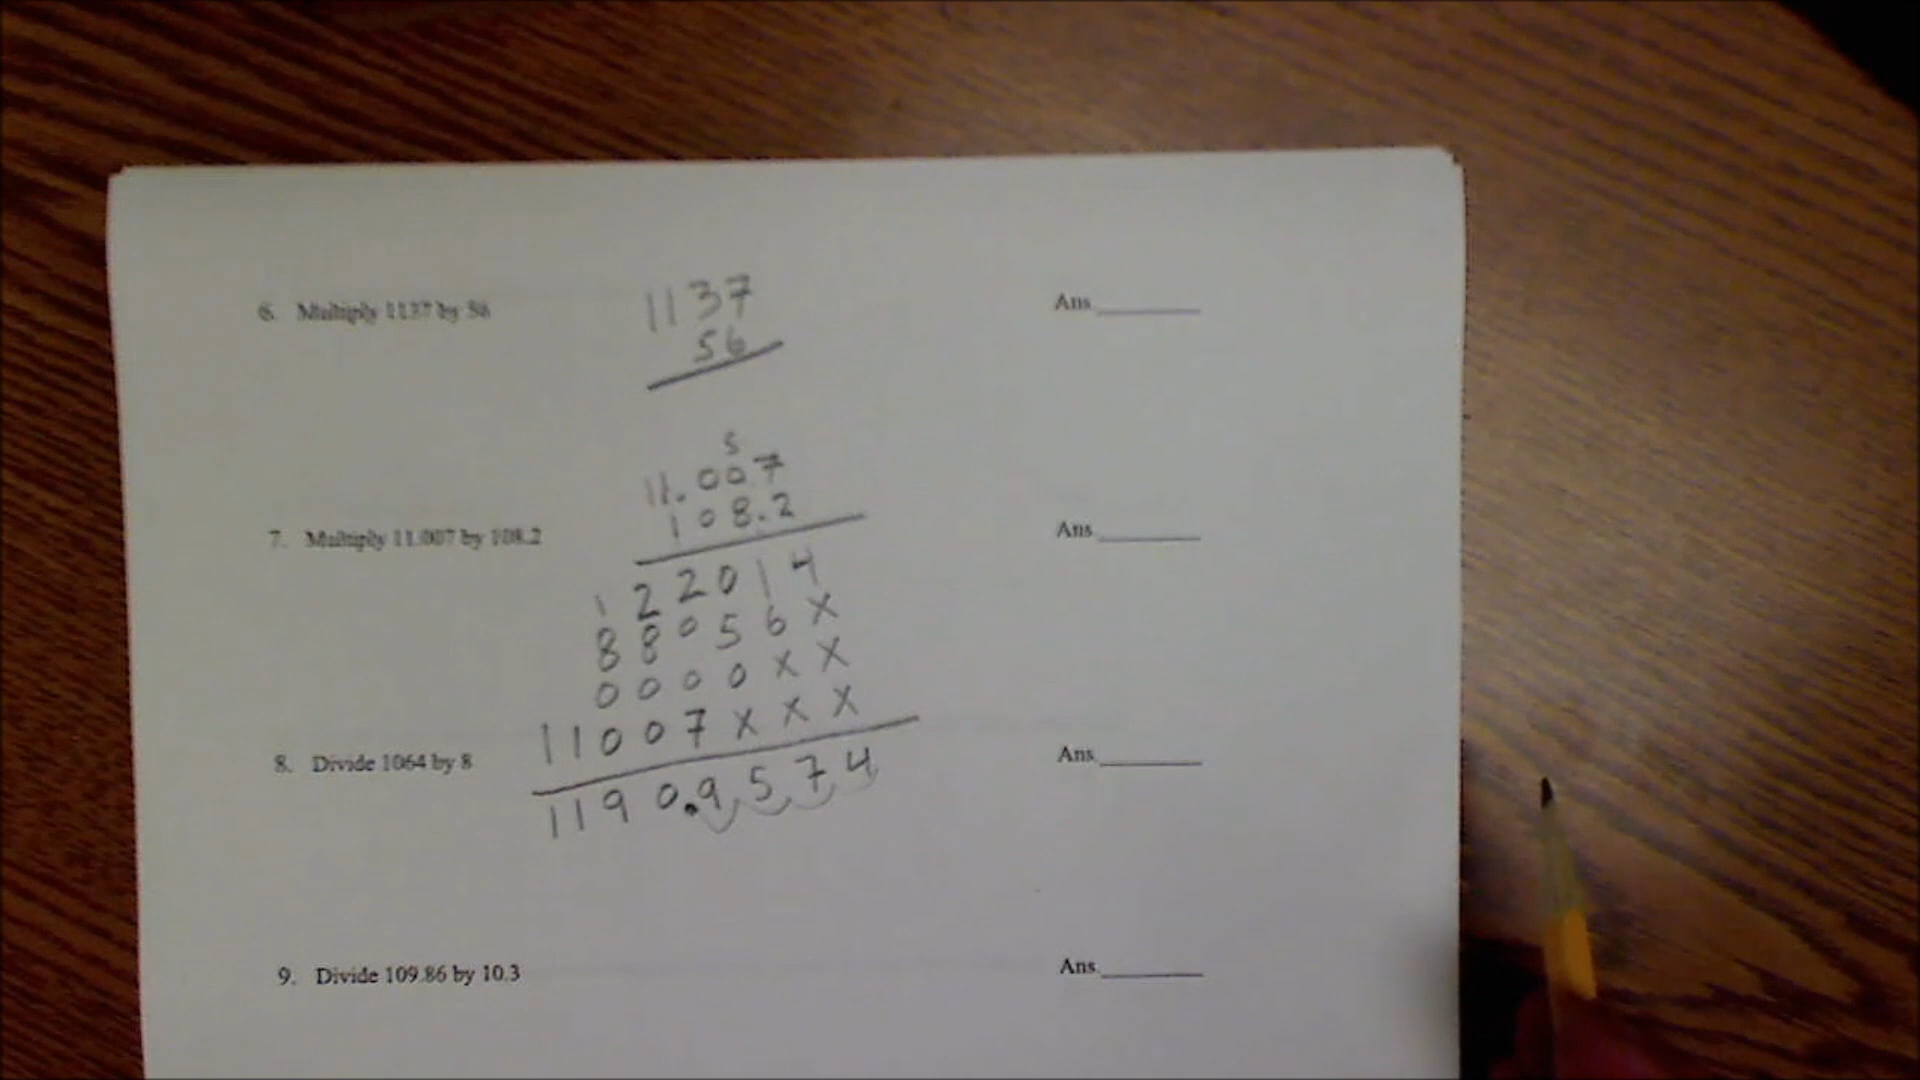 6. Multiply 1137 by 56
1137
56
Ans.
5
11.007
108.2
7. Multiply 11.007 by 108.2
Ans.
22014
1
88056X
0000XX
11007XXX
1190.9574
8. Divide 1064 by 8
Ans.
9. Divide 109.86 by 10.3
Ans.